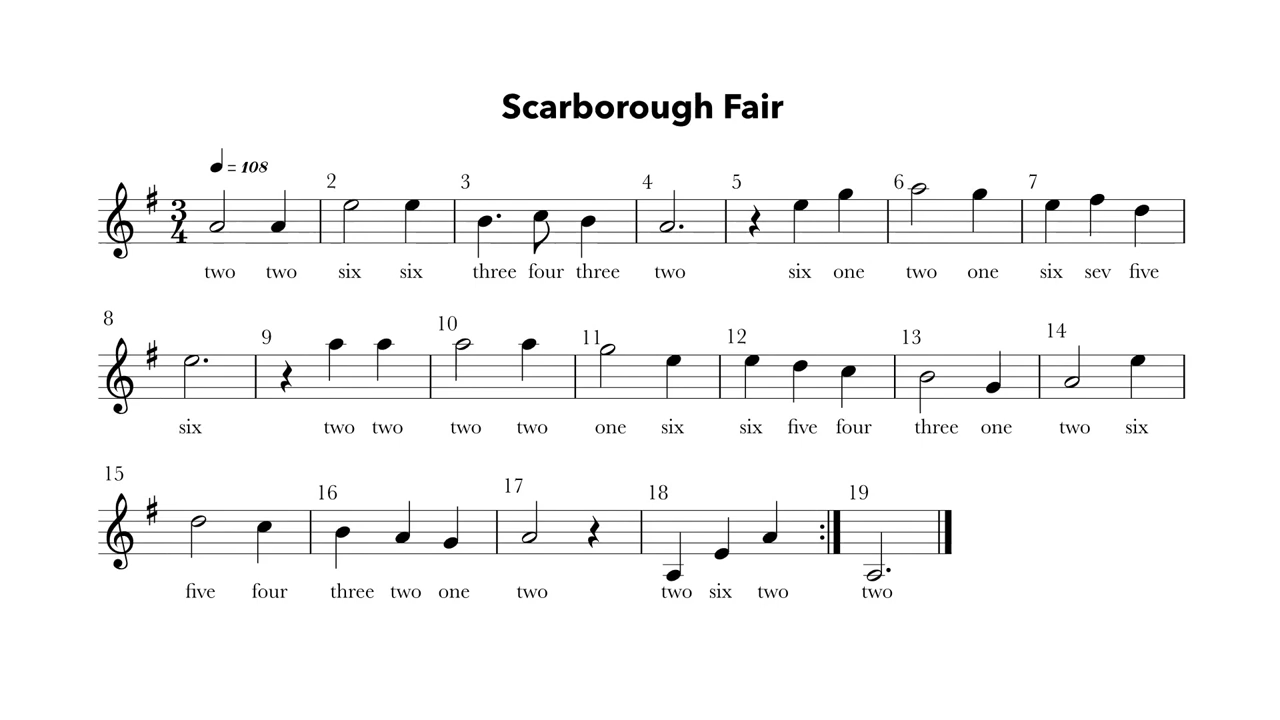 Scarborough Fair
= 108
2 3 4 5 6 7
3
4
two two six six three four three two six one two one six sev five
8 9 10 11 12 13 14
six two two two two one six six five four three one two six
15 16 17 18 19
five four three two one two two six two two